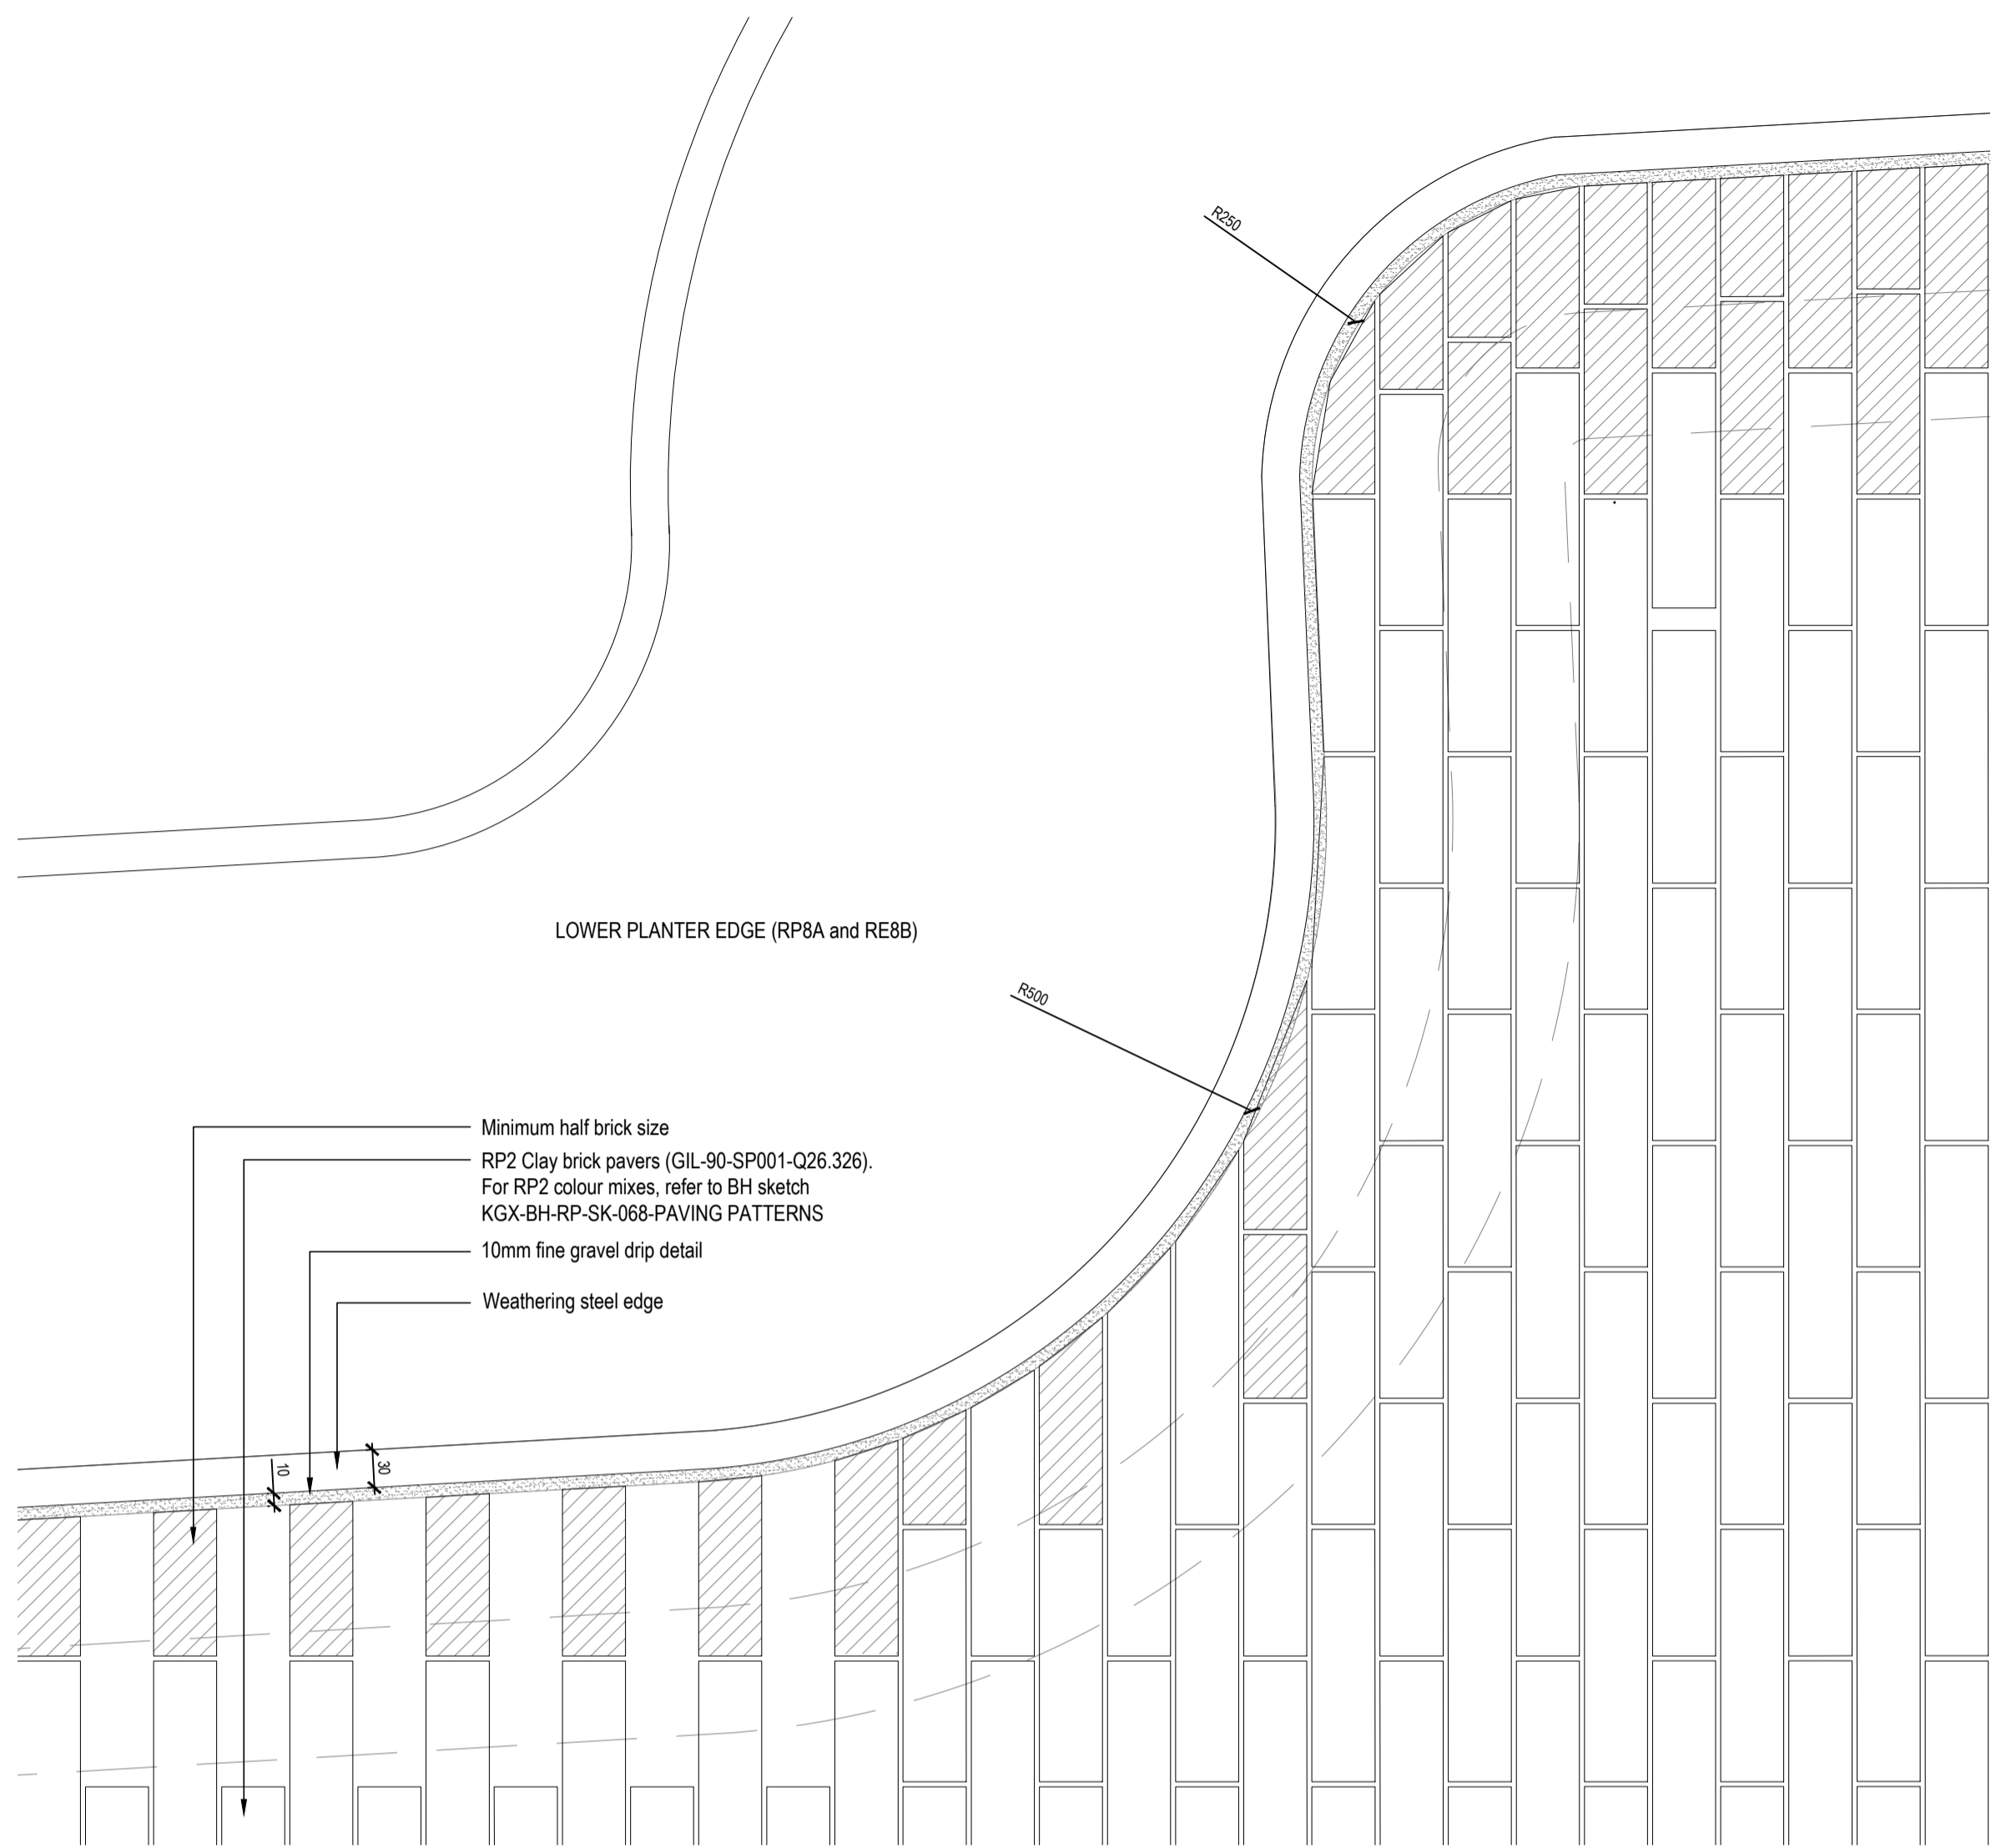 R250
LOWER PLANTER EDGE (RP8A and RE8B)
R500
Minimum half brick size
RP2 Clay brick pavers (GIL-90-SP001-Q26.326).
For RP2 colour mixes, refer to BH sketch
KGX-BH-RP-SK-068-PAVING PATTERNS
10mm fine gravel drip detail
Weathering steel edge
10
30